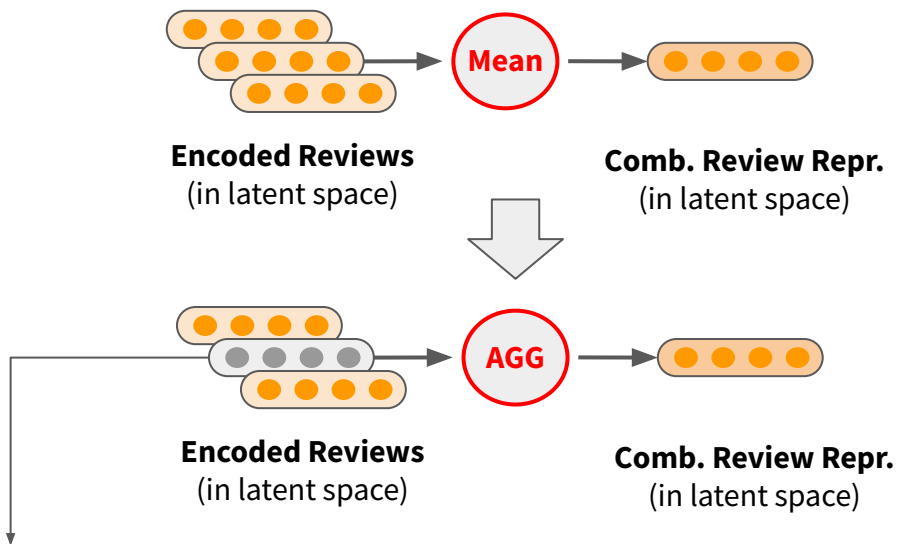 Mean
Encoded Reviews
(in latent space)
Comb. Review Repr.
(in latent space)
AGG
Encoded Reviews
(in latent space)
Comb. Review Repr.
(in latent space)